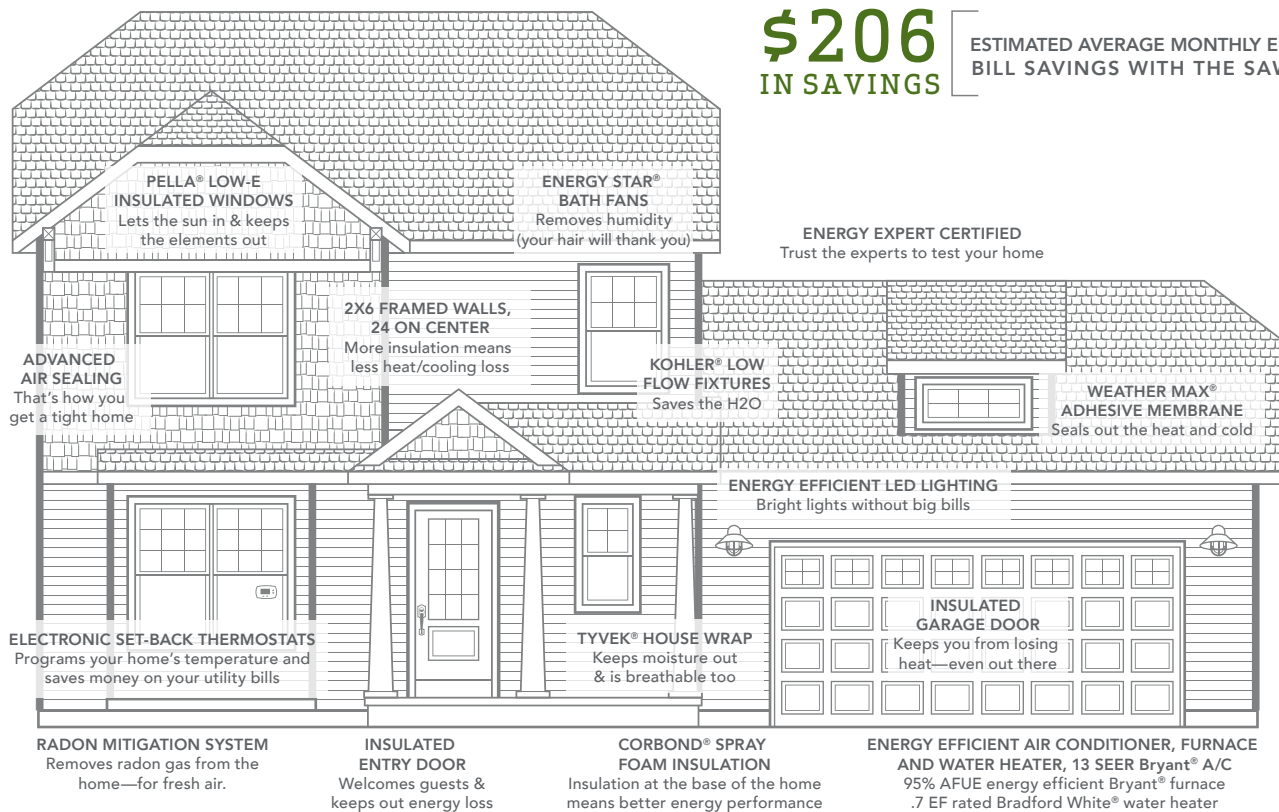 $206
IN SAVINGS
ESTIMATED AVERAGE MONTHLY
BILL SAVINGS WITH THE
PELLA® LOW-E
INSULATED WINDOWS
Lets the sun in & keeps
the elements out
ENERGY STAR®
BATH FANS
Removes humidity
(your hair will thank you)
ENERGY EXPERT CERTIFIED
Trust the experts to test your home
2X6 FRAMED WALLS,
24 ON CENTER
More insulation means
less heat/cooling loss
ADVANCED
AIR SEALING
That's how you
get a tight home
KOHLER® LOW
FLOW FIXTURES
Saves the H2O
WEATHER MAX®
ADHESIVE MEMBRANE
Seals out the heat and cold
ENERGY EFFICIENT LED LIGHTING
Bright lights without big bills
ELECTRONIC SET-BACK THERMOSTATS
Programs your home's temperature and
saves money on your utility bills
TYVEK® HOUSE WRAP
Keeps moisture out
& is breathable too
INSULATED
GARAGE DOOR
Keeps you from losing
heat—even out there
RADON MITIGATION SYSTEM
Removes radon gas from the
home—for fresh air.
INSULATED
ENTRY DOOR
Welcomes guests &
keeps out energy loss
CORBOND® SPRAY
FOAM INSULATION
Insulation at the base of the home
means better energy performance
ENERGY EFFICIENT AIR CONDITIONER, FURNACE
AND WATER HEATER, 13 SEER Bryant® A/C
95% AFUE energy efficient Bryant® furnace
.7 EF rated Bradford White® water heater